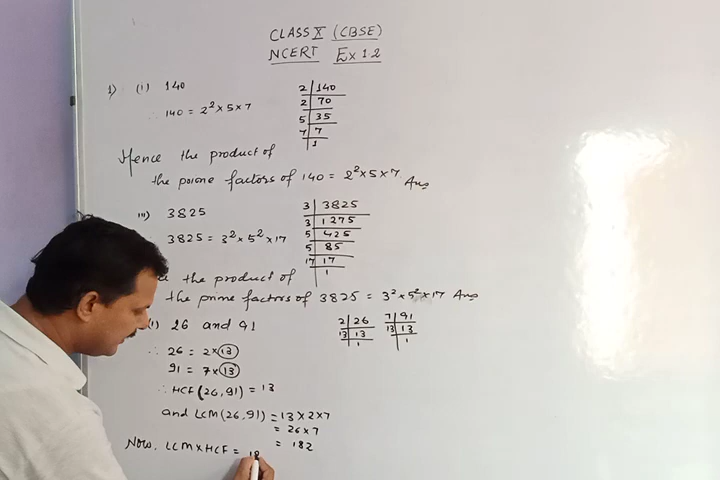 CLASS X (CBSE)
NCERT Ex 1.2
1) (i) 140
∴ 140 = 2² × 5 × 7
2 | 140
2 | 70
5 | 35
7 | 7
1
Hence the product of
the prime factors of 140 = 2² × 5 × 7 Ans
iii) 3825
3825 = 3² × 5² × 17
3 | 3825
3 | 1275
5 | 425
5 | 85
17 | 17
1
the product of
the prime factors of 3825 = 3² × 5² × 17 Ans
(i) 26 and 91
2 | 26
13 | 13
1
7 | 91
13 | 13
1
∴ 26 = 2 × 13
91 = 7 × 13
∴ HCF (26, 91) = 13
and LCM (26, 91) = 13 × 2 × 7
= 26 × 7
= 182
Now, LCM × HCF = 18